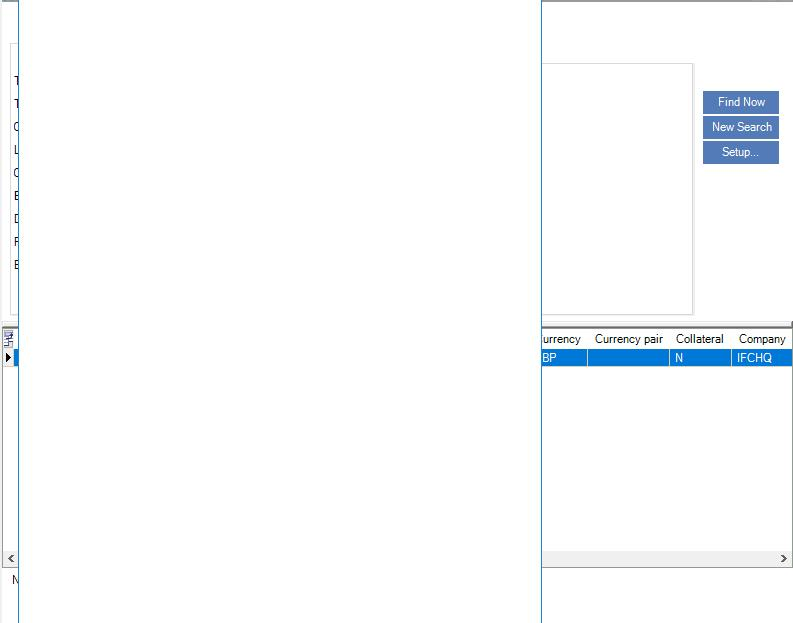 T
T
C
L
C
E
D
F
E
Find Now
New Search
Setup...
urrency Currency pair Collateral Company
BP N IFCHQ
N